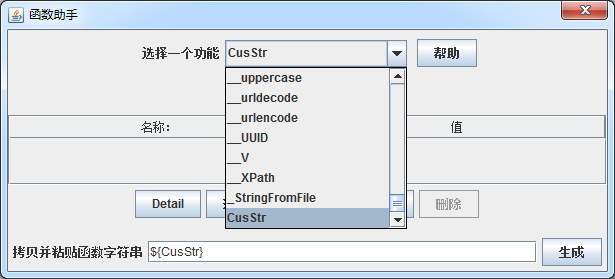 函数助手
选择一个功能 CusStr 帮助
__uppercase
__urldecode
__urlencode
__UUID
__V
__XPath
_StringFromFile
CusStr
名称: 值
Detail 删除
拷贝并粘贴函数字符串 ${CusStr} 生成